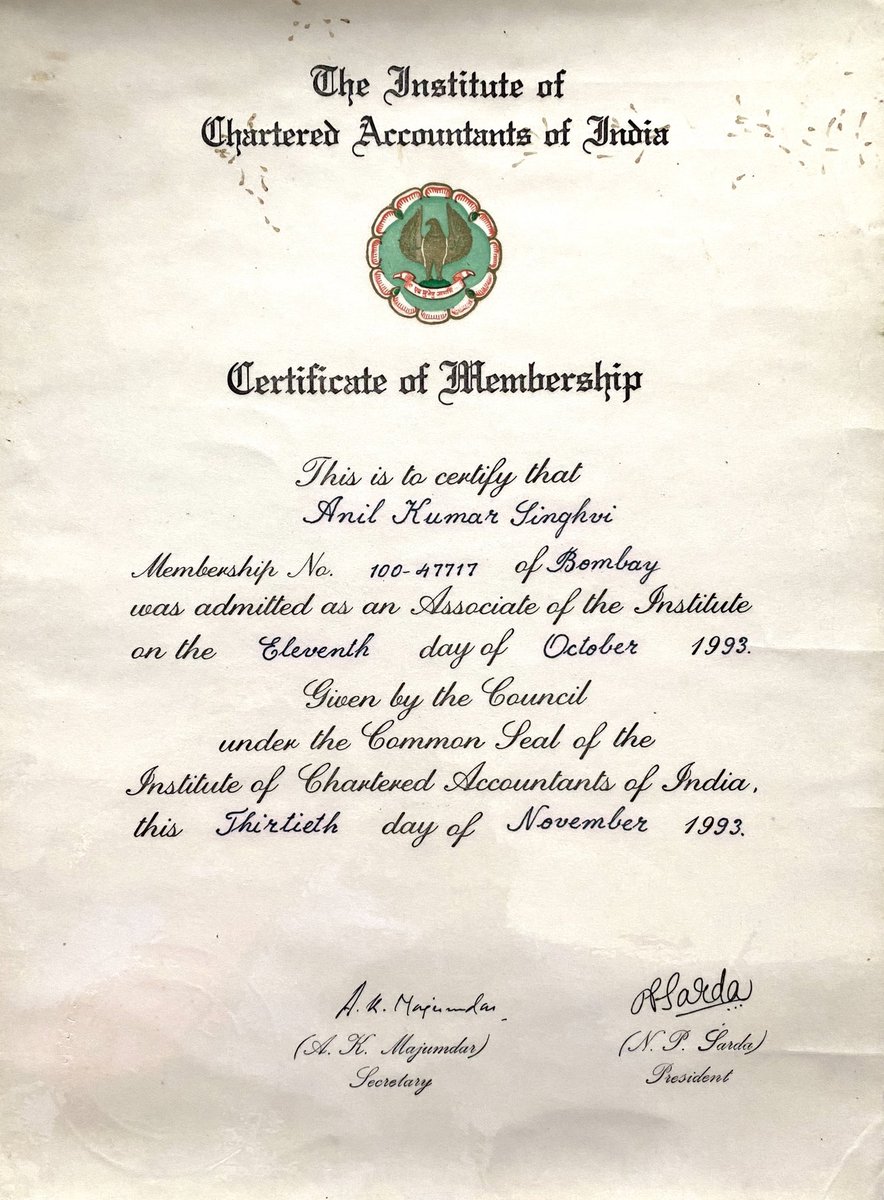 The Institute of
Chartered Accountants of India
Certificate of Membership
This is to certify that
Anil Kumar Singhvi
Membership No. 100-47717 of Bombay
was admitted as an Associate of the Institute
on the Eleventh day of October 1993.
Given by the Council
under the Common Seal of the
Institute of Chartered Accountants of India,
this Thirtieth day of November 1993.
A. K. Majumdar
(A. K. Majumdar)
Secretary
Sarda
(N. P. Sarda)
President